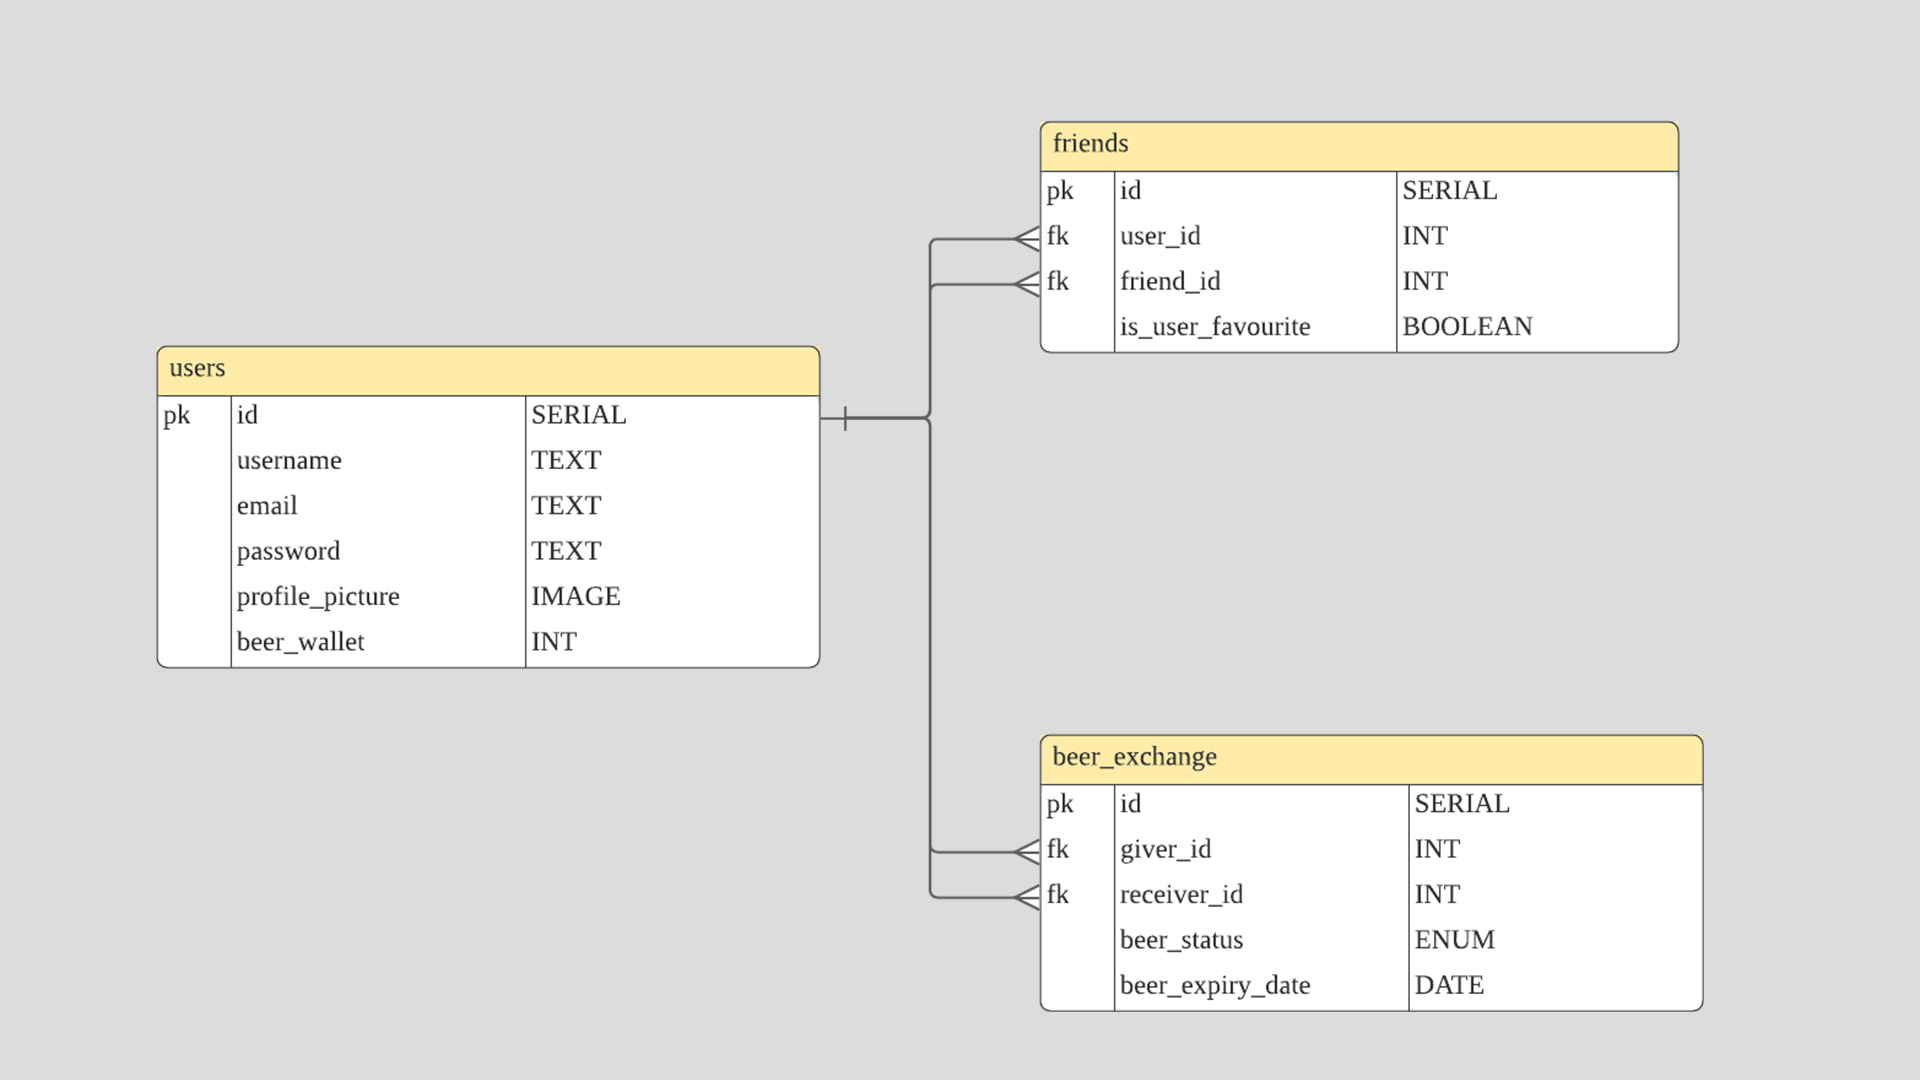 users
pk id SERIAL
username TEXT
email TEXT
password TEXT
profile_picture IMAGE
beer_wallet INT
friends
pk id SERIAL
fk user_id INT
fk friend_id INT
is_user_favourite BOOLEAN
beer_exchange
pk id SERIAL
fk giver_id INT
fk receiver_id INT
beer_status ENUM
beer_expiry_date DATE